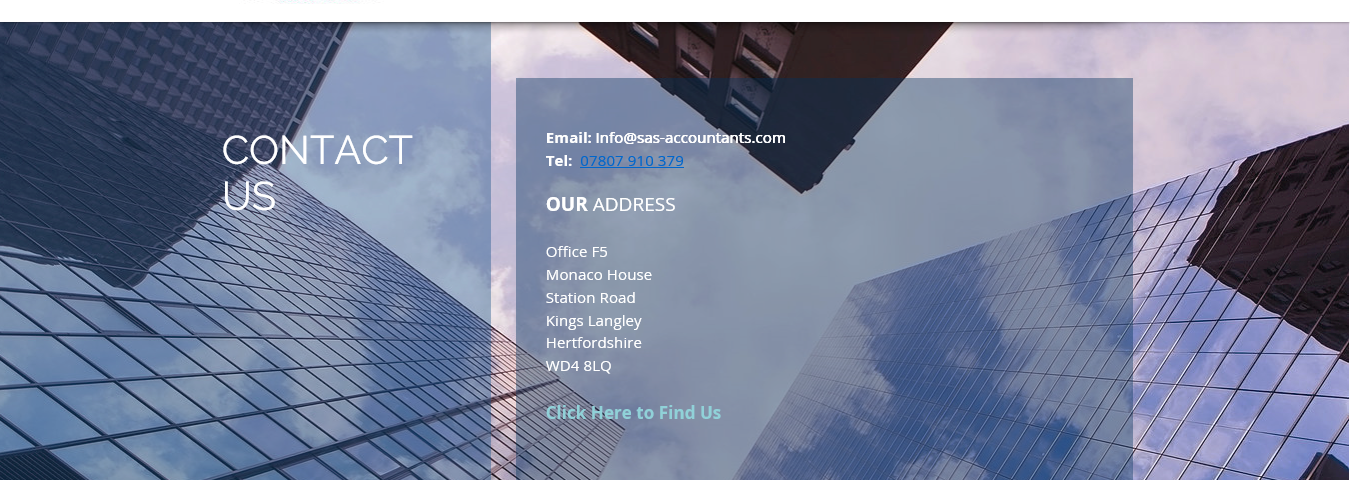 CONTACT
US
Email: Info@sas-accountants.com
Tel: 07807 910 379
OUR ADDRESS
Office F5
Monaco House
Station Road
Kings Langley
Hertfordshire
WD4 8LQ
Click Here to Find Us